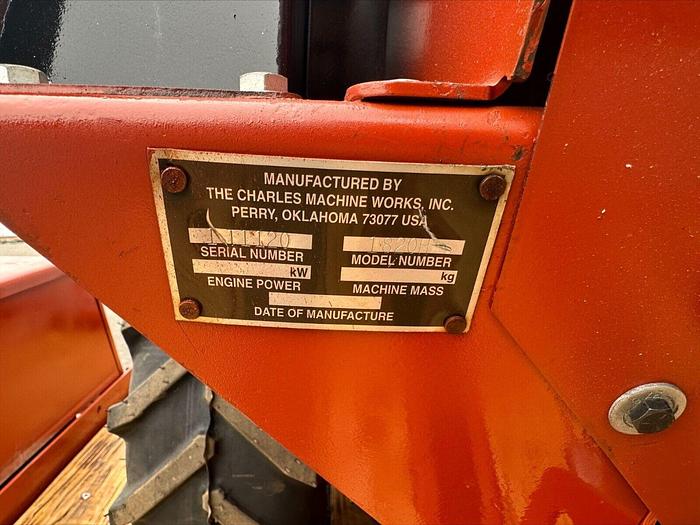 MANUFACTURED BY
THE CHARLES MACHINE WORKS, INC.
PERRY, OKLAHOMA 73077 USA
1820H
SERIAL NUMBER MODEL NUMBER
kW kg
ENGINE POWER MACHINE MASS
DATE OF MANUFACTURE